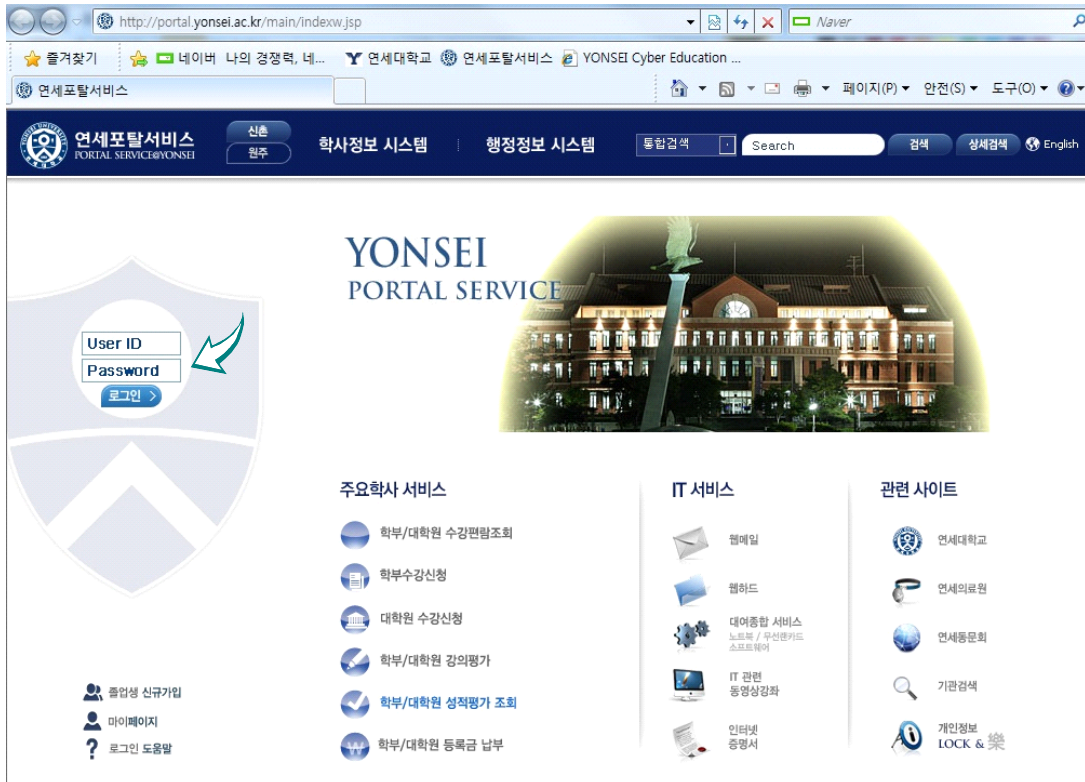 http://portal.yonsei.ac.kr/main/indexw.jsp
Naver
즐겨찾기
네이버 나의 경쟁력, 네...
연세대학교
연세포탈서비스
YONSEI Cyber Education ...
연세포탈서비스
페이지(P)
안전(S)
도구(O)
연세포탈서비스
PORTAL SERVICE@YONSEI
신촌
원주
학사정보 시스템
행정정보 시스템
통합검색
Search
검색
상세검색
English
YONSEI
PORTAL SERVICE
User ID
Password
로그인
졸업생 신규가입
마이페이지
로그인 도움말
주요학사 서비스
학부/대학원 수강편람조회
학부수강신청
대학원 수강신청
학부/대학원 강의평가
학부/대학원 성적평가 조회
학부/대학원 등록금 납부
IT 서비스
웹메일
웹하드
대여종합 서비스
노트북 / 무선랜카드
소프트웨어
IT 관련
동영상강좌
인터넷
증명서
관련 사이트
연세대학교
연세의료원
연세동문회
기관검색
개인정보
LOCK & 樂